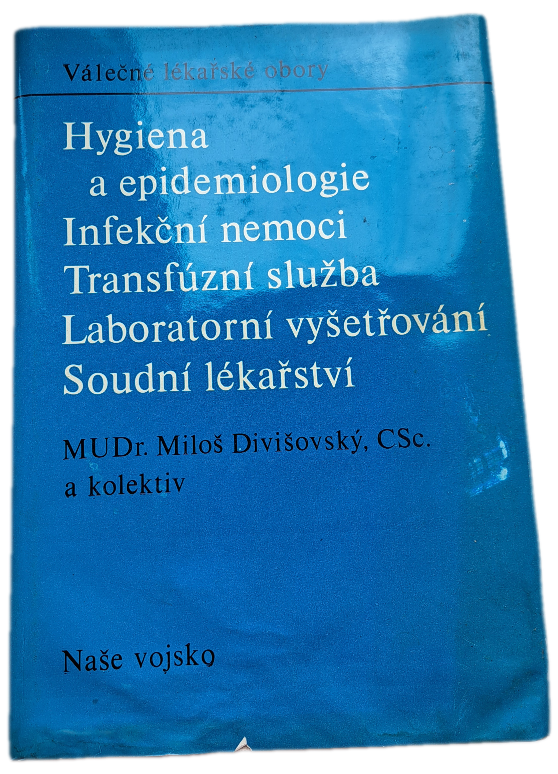 Válečné lékařské obory
Hygiena
a epidemiologie
Infekční nemoci
Transfúzní služba
Laboratorní vyšetřování
Soudní lékařství
MUDr. Miloš Divišovský, CSc.
a kolektiv
Naše vojsko